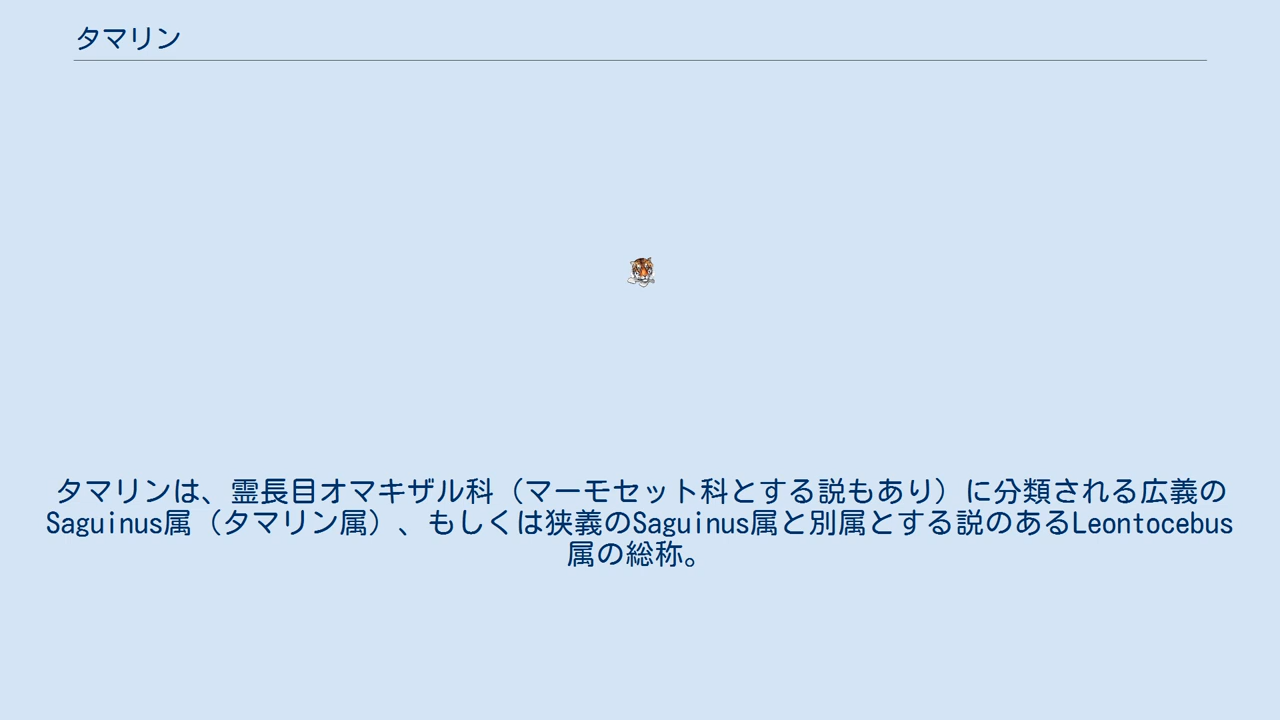 タマリン
タマリンは、霊長目オマキザル科（マーモセット科とする説もあり）に分類される広義の
Saguinus属（タマリン属）、もしくは狭義のSaguinus属と別属とする説のあるLeontocebus
属の総称。